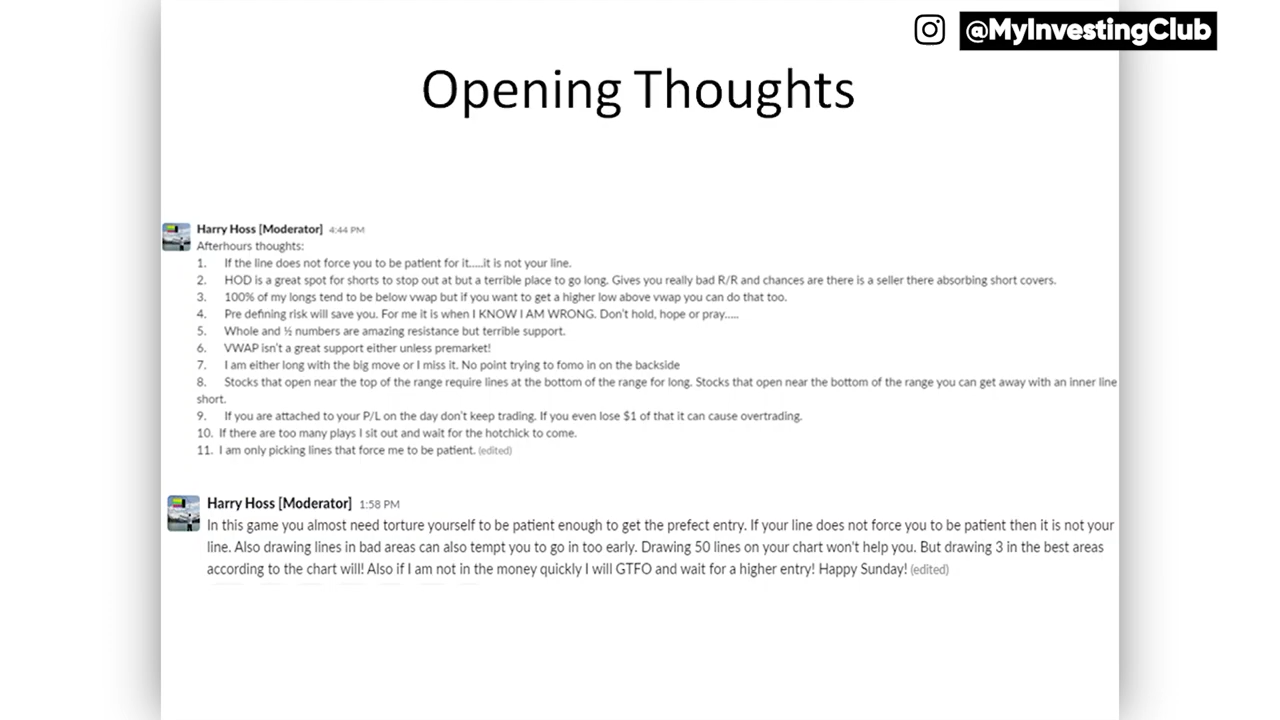 @MyInvestingClub
Opening Thoughts
Harry Hoss [Moderator] 4:44 PM
Afterhours thoughts:
1. If the line does not force you to be patient for it.....it is not your line.
2. HOD is a great spot for shorts to stop out at but a terrible place to go long. Gives you really bad R/R and chances are there is a seller there absorbing short covers.
3. 100% of my longs tend to be below vwap but if you want to get a higher low above vwap you can do that too.
4. Pre defining risk will save you. For me it is when I KNOW I AM WRONG. Don't hold, hope or pray.....
5. Whole and ½ numbers are amazing resistance but terrible support.
6. VWAP isn't a great support either unless premarket!
7. I am either long with the big move or I miss it. No point trying to fomo in on the backside
8. Stocks that open near the top of the range require lines at the bottom of the range for long. Stocks that open near the bottom of the range you can get away with an inner line
short.
9. If you are attached to your P/L on the day don't keep trading. If you even lose $1 of that it can cause overtrading.
10. If there are too many plays I sit out and wait for the hotchick to come.
11. I am only picking lines that force me to be patient. (edited)
Harry Hoss [Moderator] 1:58 PM
In this game you almost need torture yourself to be patient enough to get the prefect entry. If your line does not force you to be patient then it is not your
line. Also drawing lines in bad areas can also tempt you to go in too early. Drawing 50 lines on your chart won't help you. But drawing 3 in the best areas
according to the chart will! Also if I am not in the money quickly I will GTFO and wait for a higher entry! Happy Sunday! (edited)